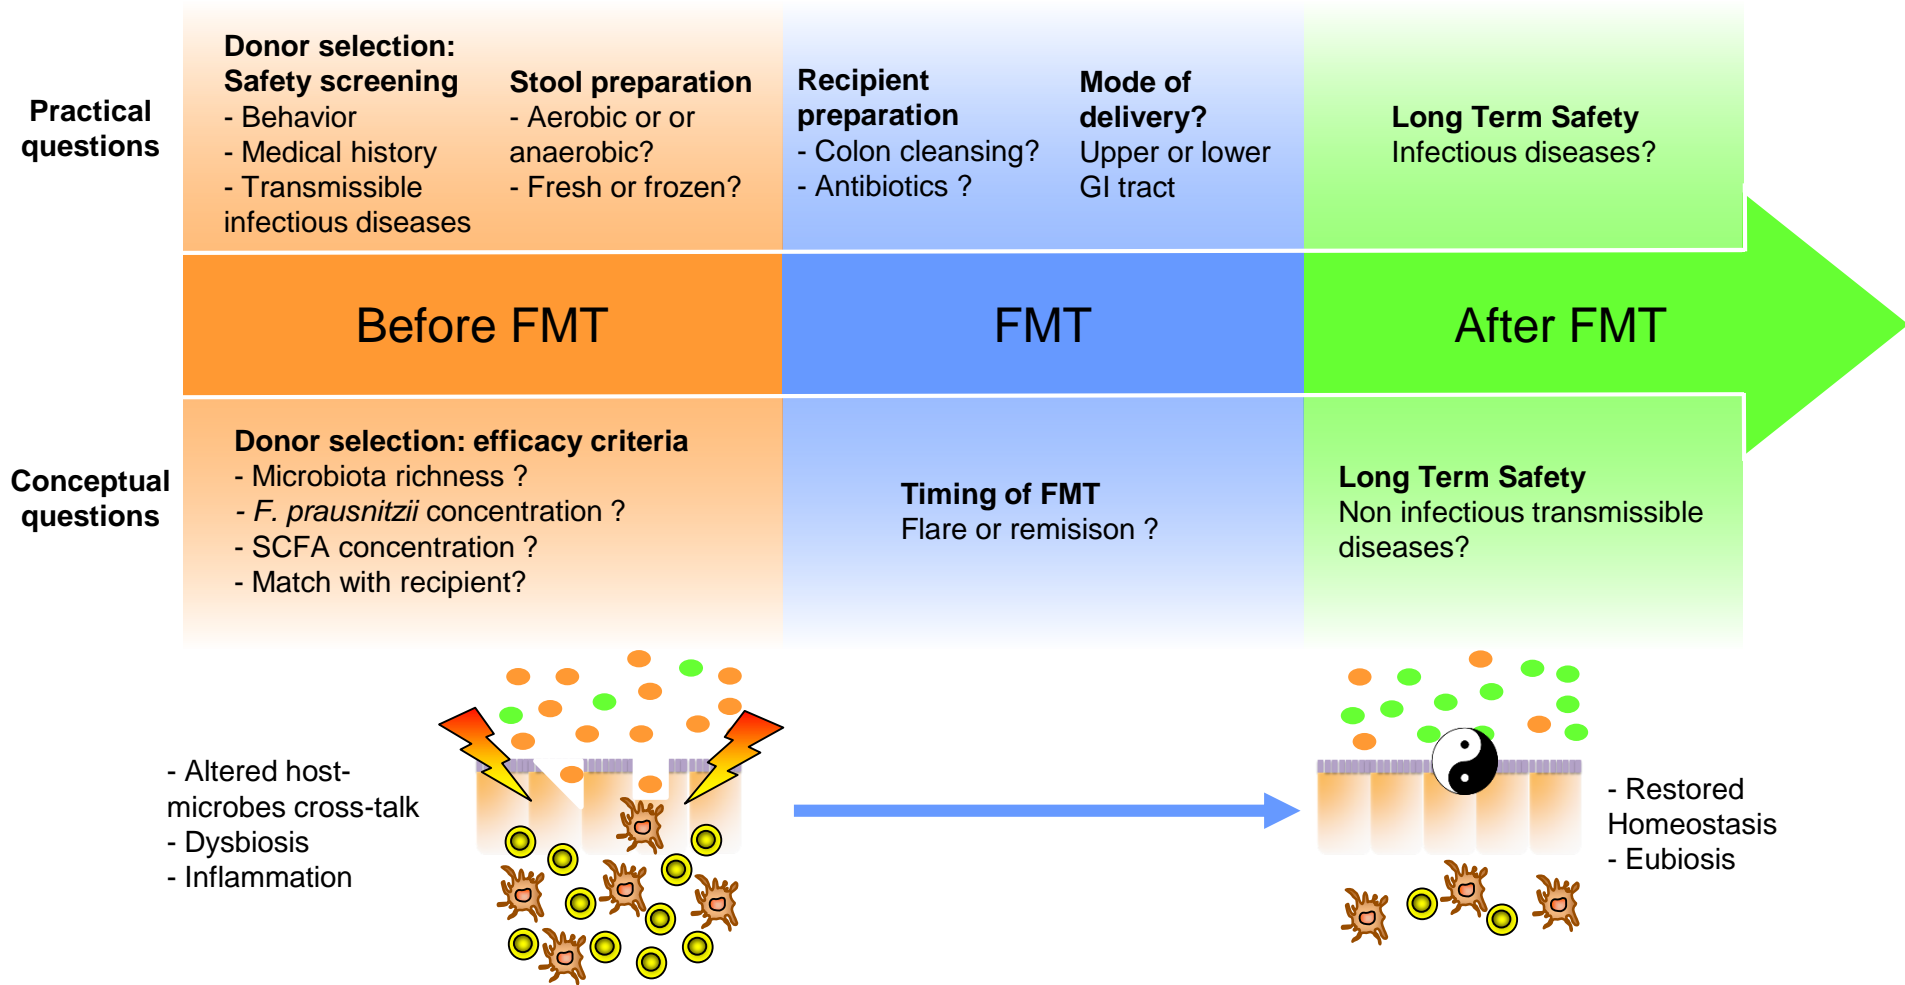 Practical
questions
Donor selection:
Safety screening
- Behavior
- Medical history
- Transmissible
infectious diseases
Stool preparation
- Aerobic or or
anaerobic?
- Fresh or frozen?
Recipient
preparation
- Colon cleansing?
- Antibiotics ?
Mode of
delivery?
Upper or lower
GI tract
Long Term Safety
Infectious diseases?
Before FMT
FMT
After FMT
Conceptual
questions
Donor selection: efficacy criteria
- Microbiota richness ?
- F. prausnitzii concentration ?
- SCFA concentration ?
- Match with recipient?
Timing of FMT
Flare or remisison ?
Long Term Safety
Non infectious transmissible
diseases?
- Altered host-
microbes cross-talk
- Dysbiosis
- Inflammation
- Restored
Homeostasis
- Eubiosis